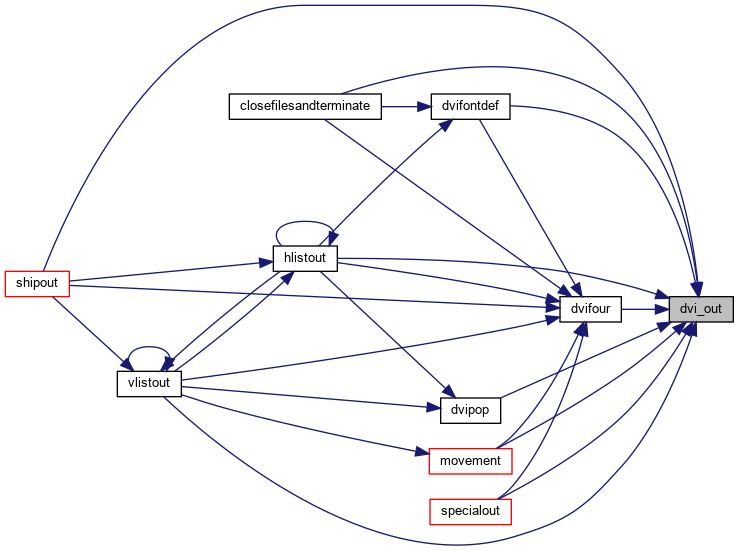 closefilesandterminate
dvifontdef
hlistout
shipout
dvifour
dvi_out
vlistout
dvipop
movement
specialout